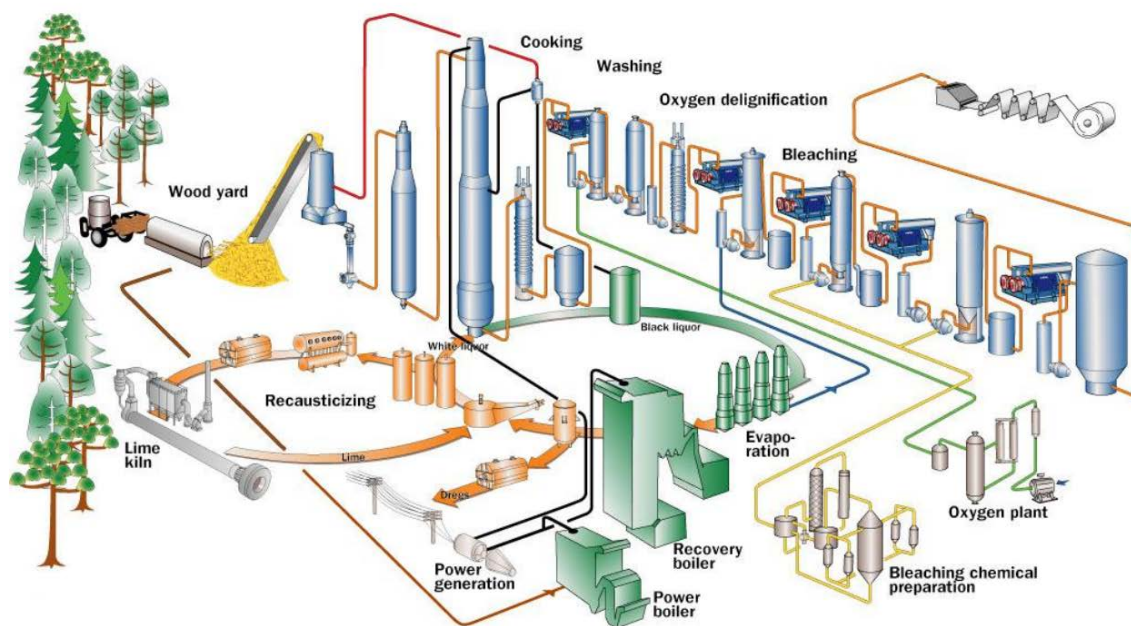 Cooking
Washing
Oxygen delignification
Bleaching
Wood yard
Black liquor
White liquor
Recausticizing
Lime
kiln
Lime
Evapo-
ration
Dregs
Oxygen plant
Power
generation
Recovery
boiler
Power
boiler
Bleaching chemical
preparation